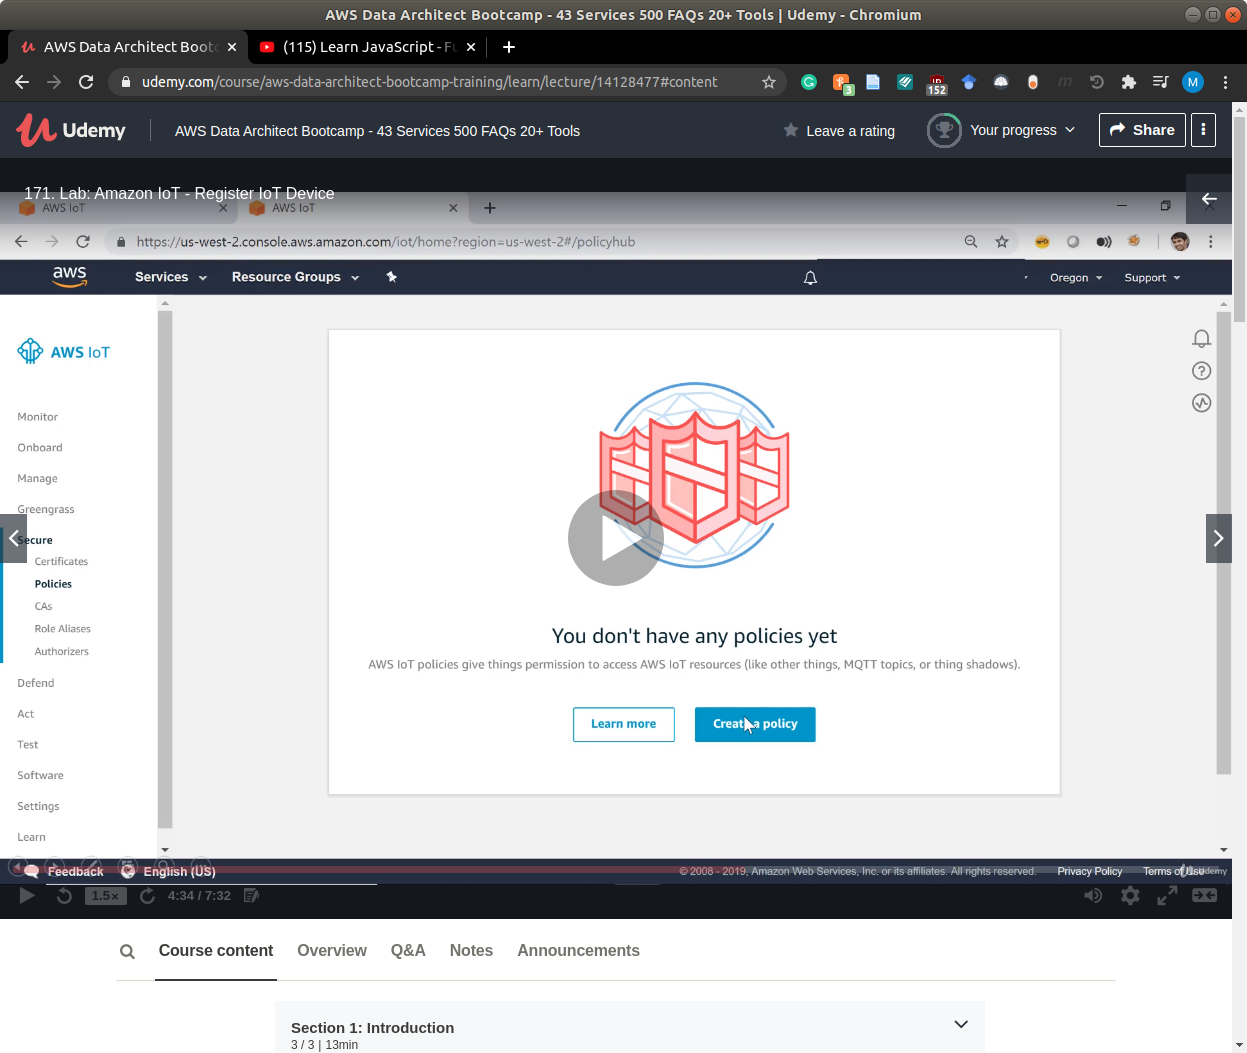 AWS Data Architect Bootcamp - 43 Services 500 FAQs 20+ Tools | Udemy - Chromium
AWS Data Architect Bootc
(115) Learn JavaScript - Fu
udemy.com/course/aws-data-architect-bootcamp-training/learn/lecture/14128477#content
3
152
M
Udemy
AWS Data Architect Bootcamp - 43 Services 500 FAQs 20+ Tools
Leave a rating
Your progress
Share
171. Lab: Amazon IoT - Register IoT Device
AWS IoT
AWS IoT
https://us-west-2.console.aws.amazon.com/iot/home?region=us-west-2#/policyhub
aws
Services
Resource Groups
Oregon
Support
AWS IoT
Monitor
Onboard
Manage
Greengrass
Secure
Certificates
Policies
CAs
Role Aliases
Authorizers
Defend
Act
Test
Software
Settings
Learn
You don't have any policies yet
AWS IoT policies give things permission to access AWS IoT resources (like other things, MQTT topics, or thing shadows).
Learn more
Create a policy
Feedback
English (US)
© 2008 - 2019, Amazon Web Services, Inc. or its affiliates. All rights reserved.
Privacy Policy
Terms of Use
Udemy
1.5x
4:34 / 7:32
Course content
Overview
Q&A
Notes
Announcements
Section 1: Introduction
3 / 3 | 13min